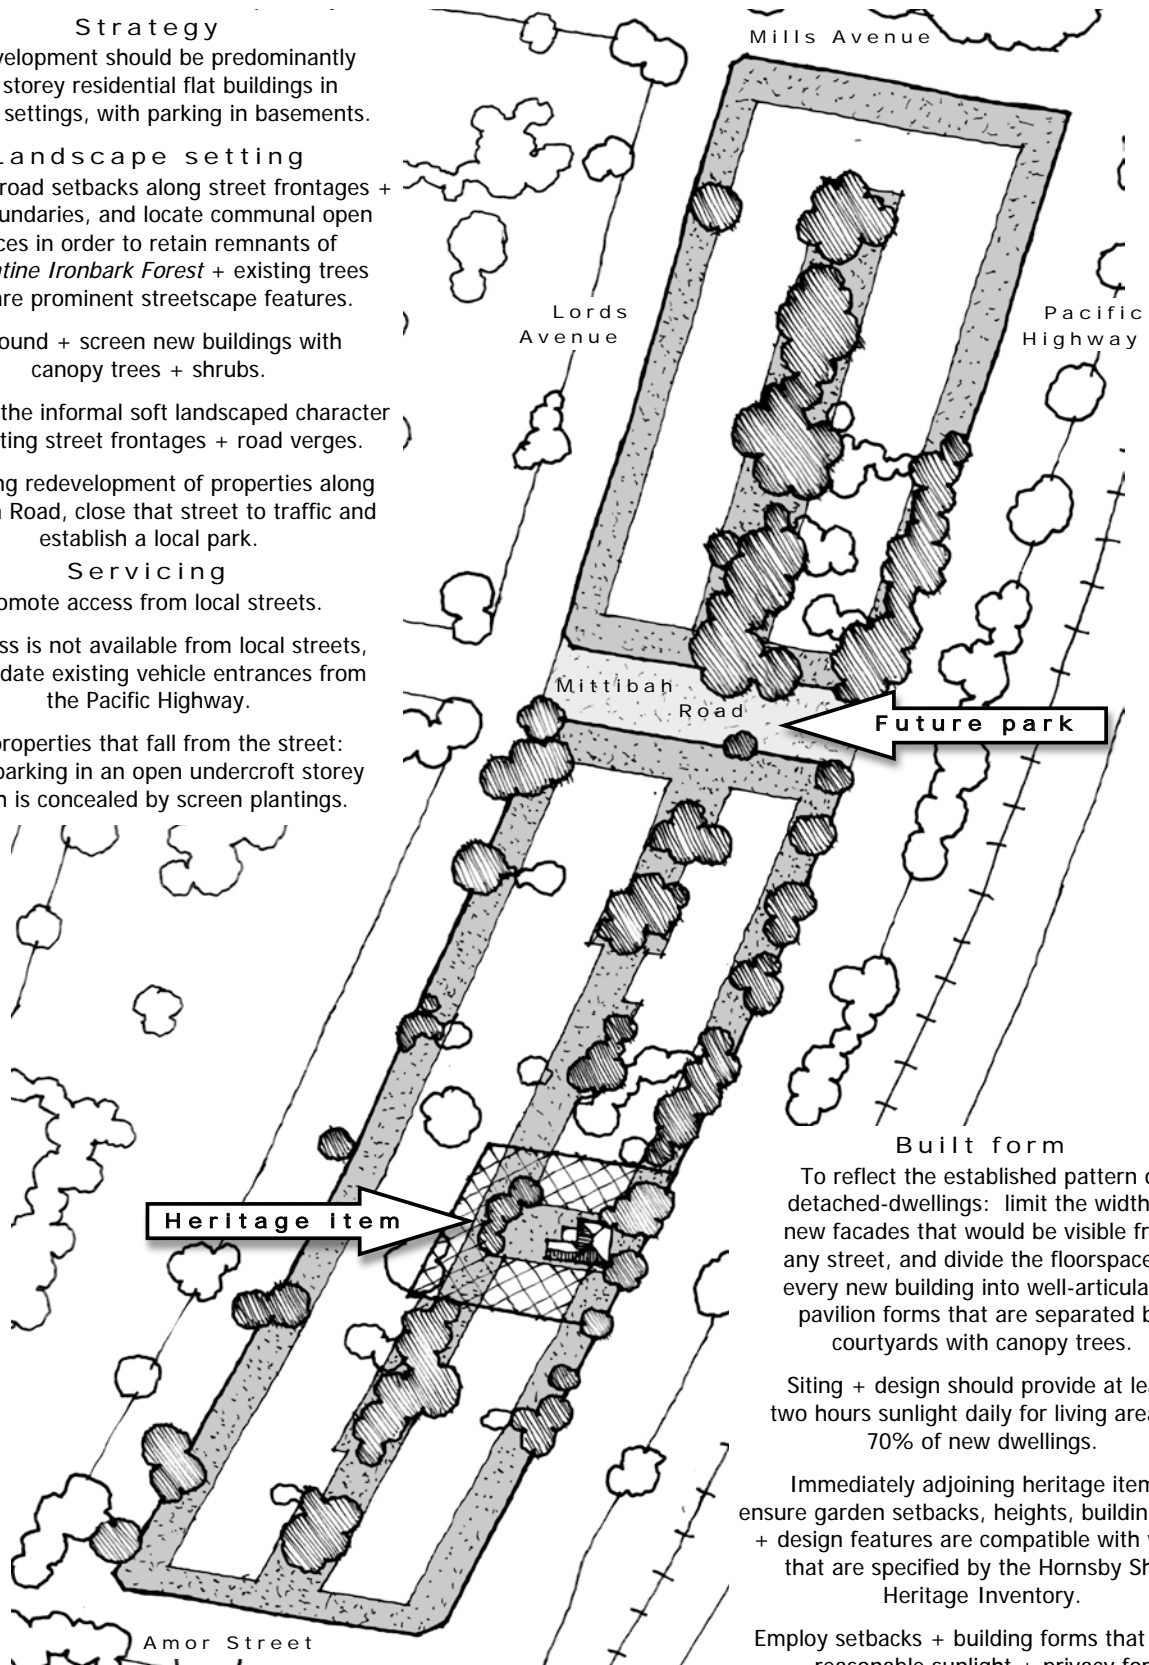 Strategy
velopment should be predominantly
storey residential flat buildings in
settings, with parking in basements.
Landscape setting
road setbacks along street frontages +
undaries, and locate communal open
ces in order to retain remnants of
ntine Ironbark Forest + existing trees
are prominent streetscape features.
ound + screen new buildings with
canopy trees + shrubs.
the informal soft landscaped character
ting street frontages + road verges.
ng redevelopment of properties along
Road, close that street to traffic and
establish a local park.
Servicing
omote access from local streets.
ss is not available from local streets,
date existing vehicle entrances from
the Pacific Highway.
properties that fall from the street:
parking in an open undercroft storey
is concealed by screen plantings.
Mills Avenue
Lords
Avenue
Pacific
Highway
Mittibah
Road
Future park
Heritage item
Amor Street
Built form
To reflect the established pattern o
detached-dwellings: limit the width
new facades that would be visible fr
any street, and divide the floorspace
every new building into well-articula
pavilion forms that are separated b
courtyards with canopy trees.
Siting + design should provide at lea
two hours sunlight daily for living area
70% of new dwellings.
Immediately adjoining heritage item
ensure garden setbacks, heights, building
+ design features are compatible with
that are specified by the Hornsby Sh
Heritage Inventory.
Employ setbacks + building forms that
reasonable sunlight + privacy for